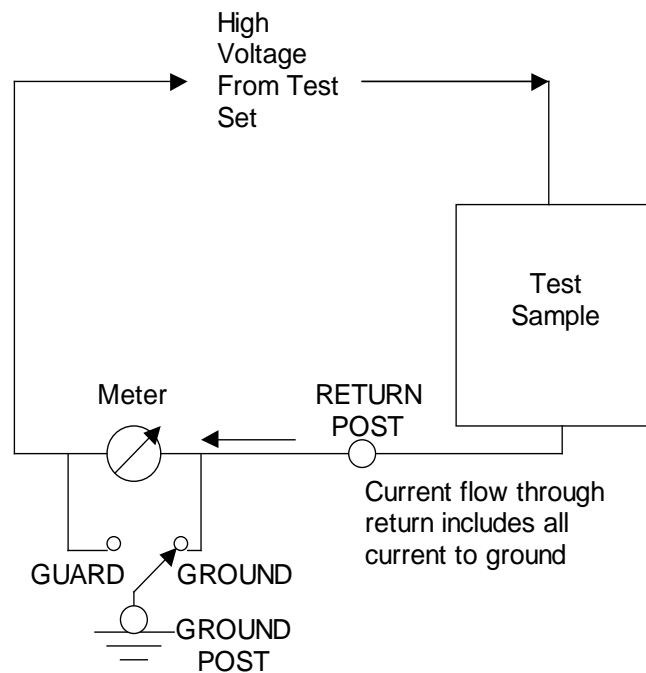 High
Voltage
From Test
Set
Test
Sample
Meter
RETURN
POST
Current flow through
return includes all
current to ground
GUARD
GROUND
GROUND
POST